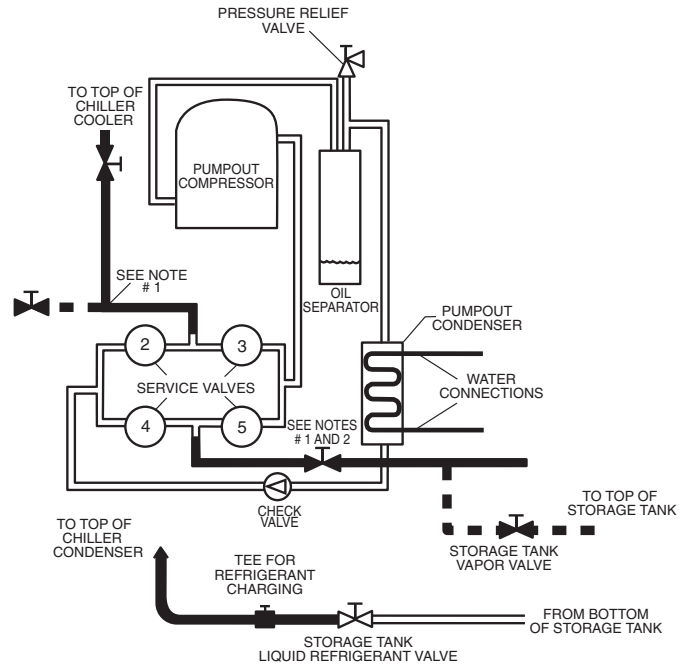 PRESSURE RELIEF
VALVE
TO TOP OF
CHILLER
COOLER
PUMPOUT
COMPRESSOR
SEE NOTE
# 1
OIL
SEPARATOR
PUMPOUT
CONDENSER
2
3
SERVICE VALVES
WATER
CONNECTIONS
4
5
SEE NOTES
# 1 AND 2
CHECK
VALVE
TO TOP OF
STORAGE TANK
TO TOP OF
CHILLER
CONDENSER
STORAGE TANK
VAPOR VALVE
TEE FOR
REFRIGERANT
CHARGING
FROM BOTTOM
OF STORAGE TANK
STORAGE TANK
LIQUID REFRIGERANT VALVE